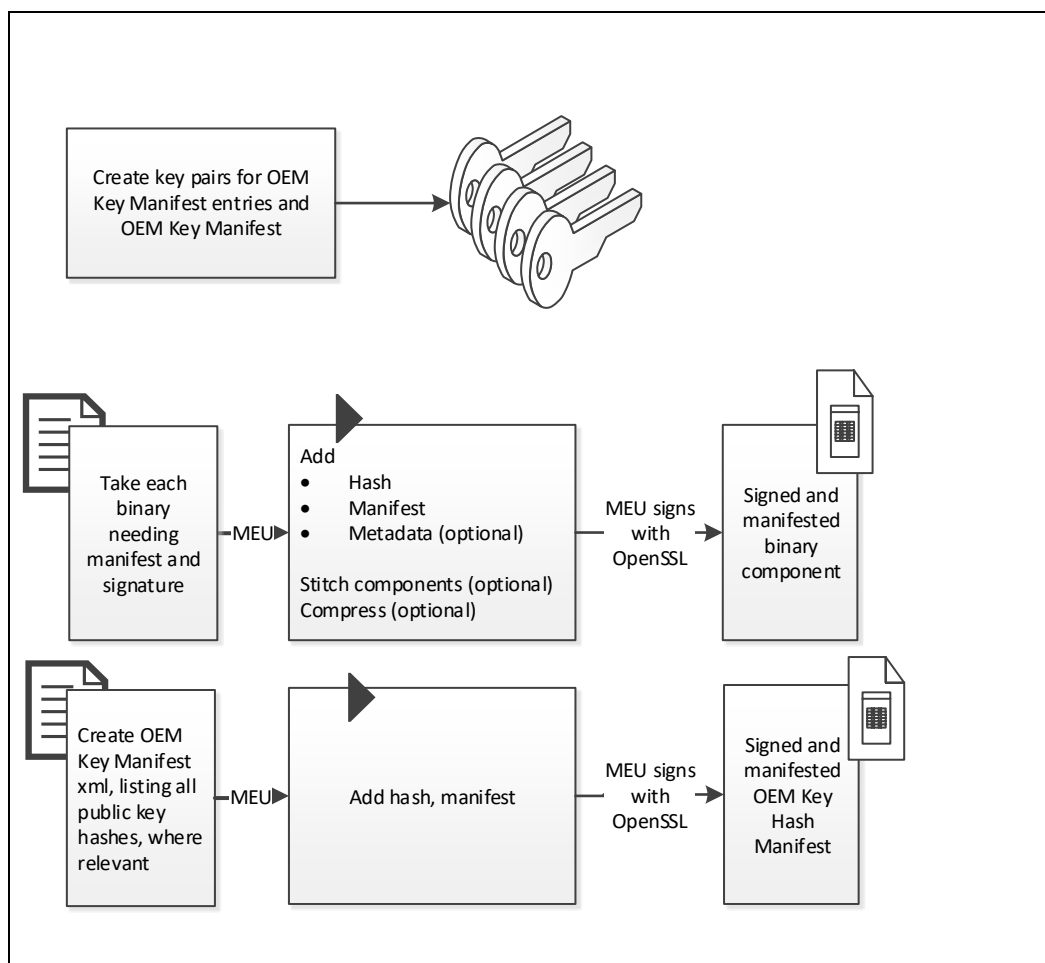 Create key pairs for OEM
Key Manifest entries and
OEM Key Manifest
Take each
binary
needing
manifest and
signature
MEU
Add
• Hash
• Manifest
• Metadata (optional)
Stitch components (optional)
Compress (optional)
MEU signs
with
OpenSSL
Signed and
manifested
binary
component
Create OEM
Key Manifest
xml, listing all
public key
hashes, where
relevant
MEU
Add hash, manifest
MEU signs
with
OpenSSL
Signed and
manifested
OEM Key
Hash
Manifest